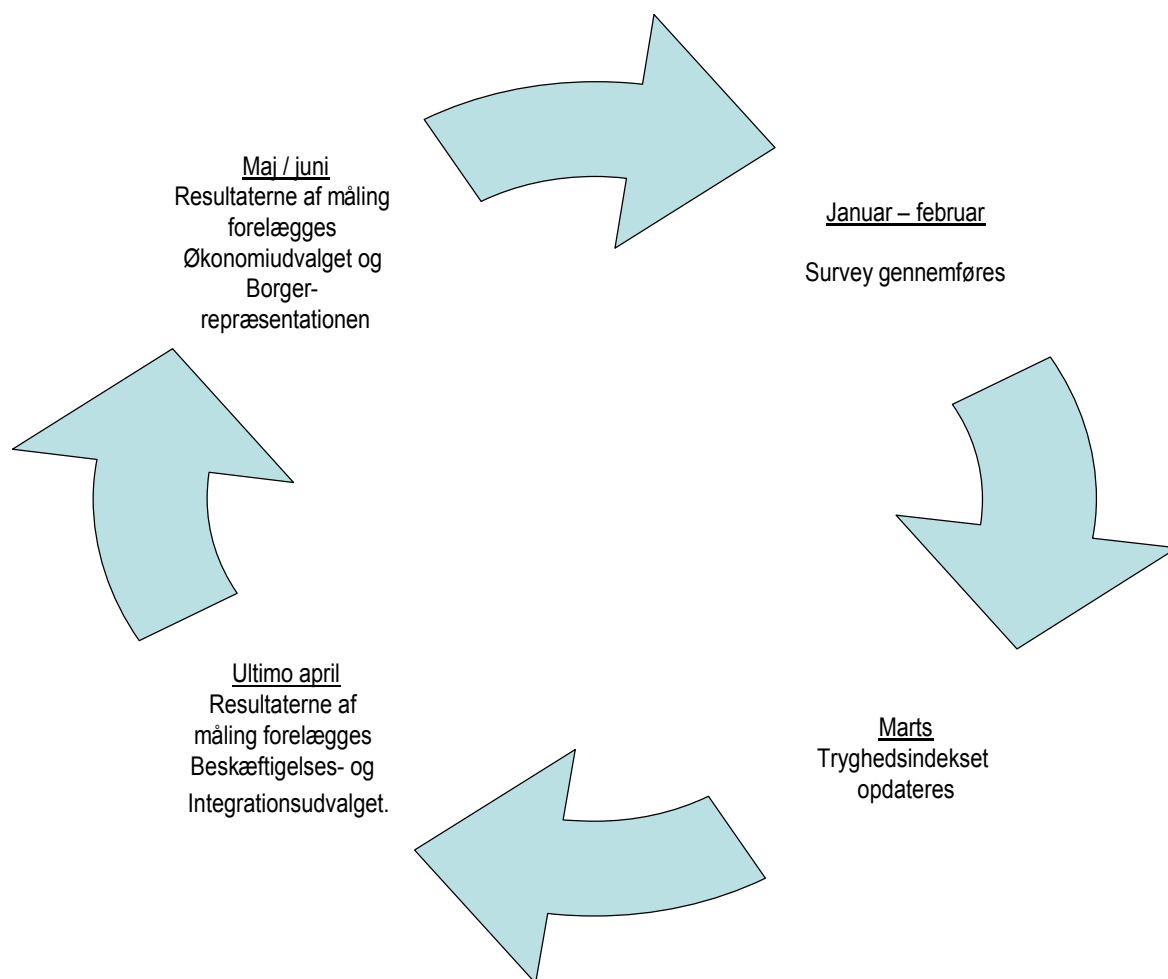 Maj / juni
Resultaterne af måling
forelægges
Økonomiudvalget og
Borger-
repræsentationen
Januar – februar
Survey gennemføres
Marts
Tryghedsindekset
opdateres
Ultimo april
Resultaterne af
måling forelægges
Beskæftigelses- og
Integrationsudvalget.